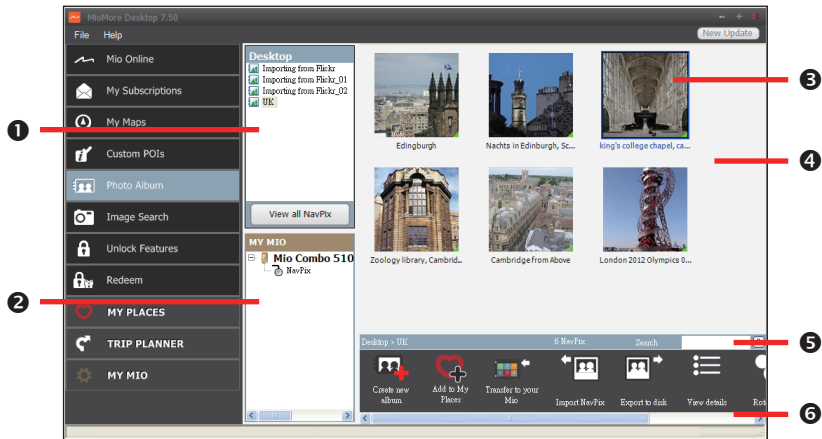 MioMore Desktop 7.50
File Help
New Update
Mio Online
My Subscriptions
My Maps
Custom POIs
Photo Album
Image Search
Unlock Features
Redeem
MY PLACES
TRIP PLANNER
MY MIO
Desktop
Importing from Flickr
Importing from Flickr_01
Importing from Flickr_02
UK
View all NavPix
MY MIO
Mio Combo 510
NavPix
Edingburgh
Nachts in Edinburgh, Sc...
king's college chapel, ca...
Zoology library, Cambrid...
Cambridge from Above
London 2012 Olympics 0...
Desktop > UK
6 NavPix
Search
Create new
album
Add to My
Places
Transfer to your
Mio
Import NavPix
Export to disk
View details
Rot
1
2
3
4
5
6